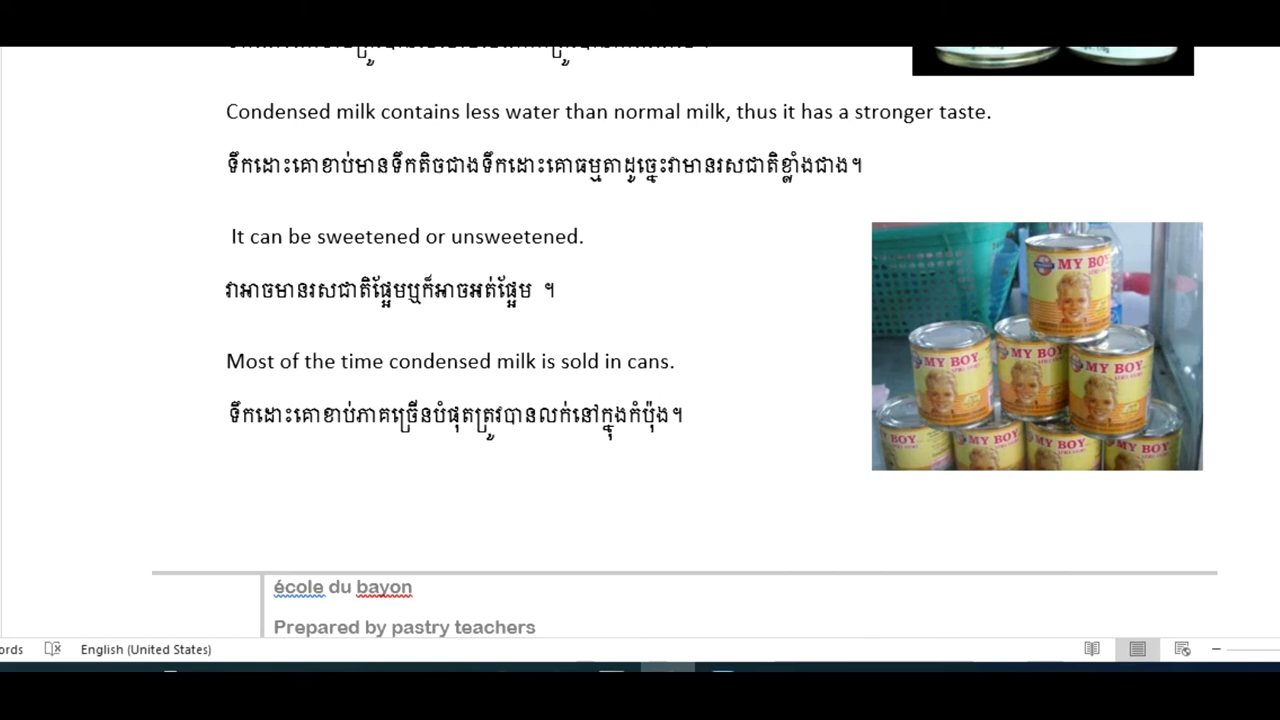 Condensed milk contains less water than normal milk, thus it has a stronger taste.
ទឹកដោះគោខាប់មានទឹកតិចជាងទឹកដោះគោធម្មតាដូច្នេះវាមានរសជាតិខ្លាំងជាង។
It can be sweetened or unsweetened.
វាអាចមានរសជាតិផ្អែមឬក៏អាចអត់ផ្អែម ។
MY BOY
MY BOY
MY BOY
MY BOY
Most of the time condensed milk is sold in cans.
ទឹកដោះគោខាប់ភាគច្រើនបំផុតត្រូវបានលក់នៅក្នុងកំប៉ុង។
MY BOY
MY BOY
MY BOY
école du bayon
Prepared by pastry teachers
ords English (United States)